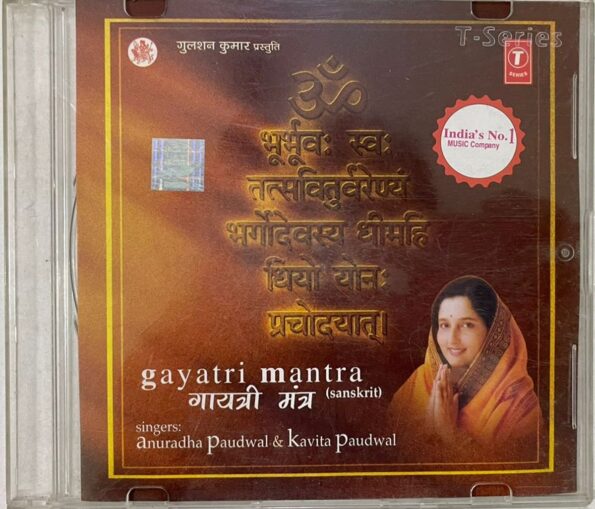 गुलशन कुमार प्रस्तुति
T-Series
T
SERIES
ॐ
भूर्भुवः स्वः
तत्सवितुर्वरेण्यं
भर्गोदेवस्य धीमहि
धियो योनः
प्रचोदयात्।
India's No.1
MUSIC Company
gayatri mantra
गायत्री मंत्र (sanskrit)
singers:
anuradha paudwal & kavita paudwal